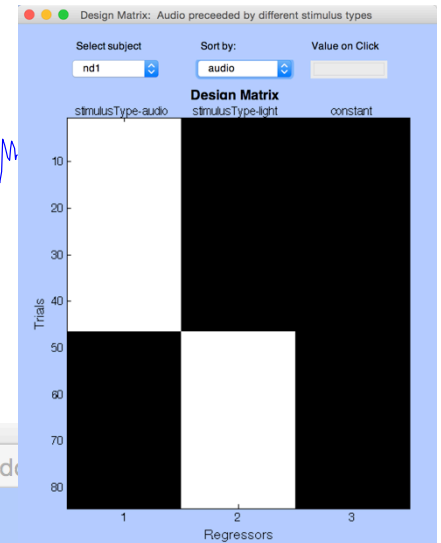 Design Matrix: Audio preceeded by different stimulus types
Select subject Sort by: Value on Click
nd1 audio
Design Matrix
stimulusType-audio stimulusType-light constant
10
20
30
40
50
60
70
80
Trials
1 2 3
Regressors